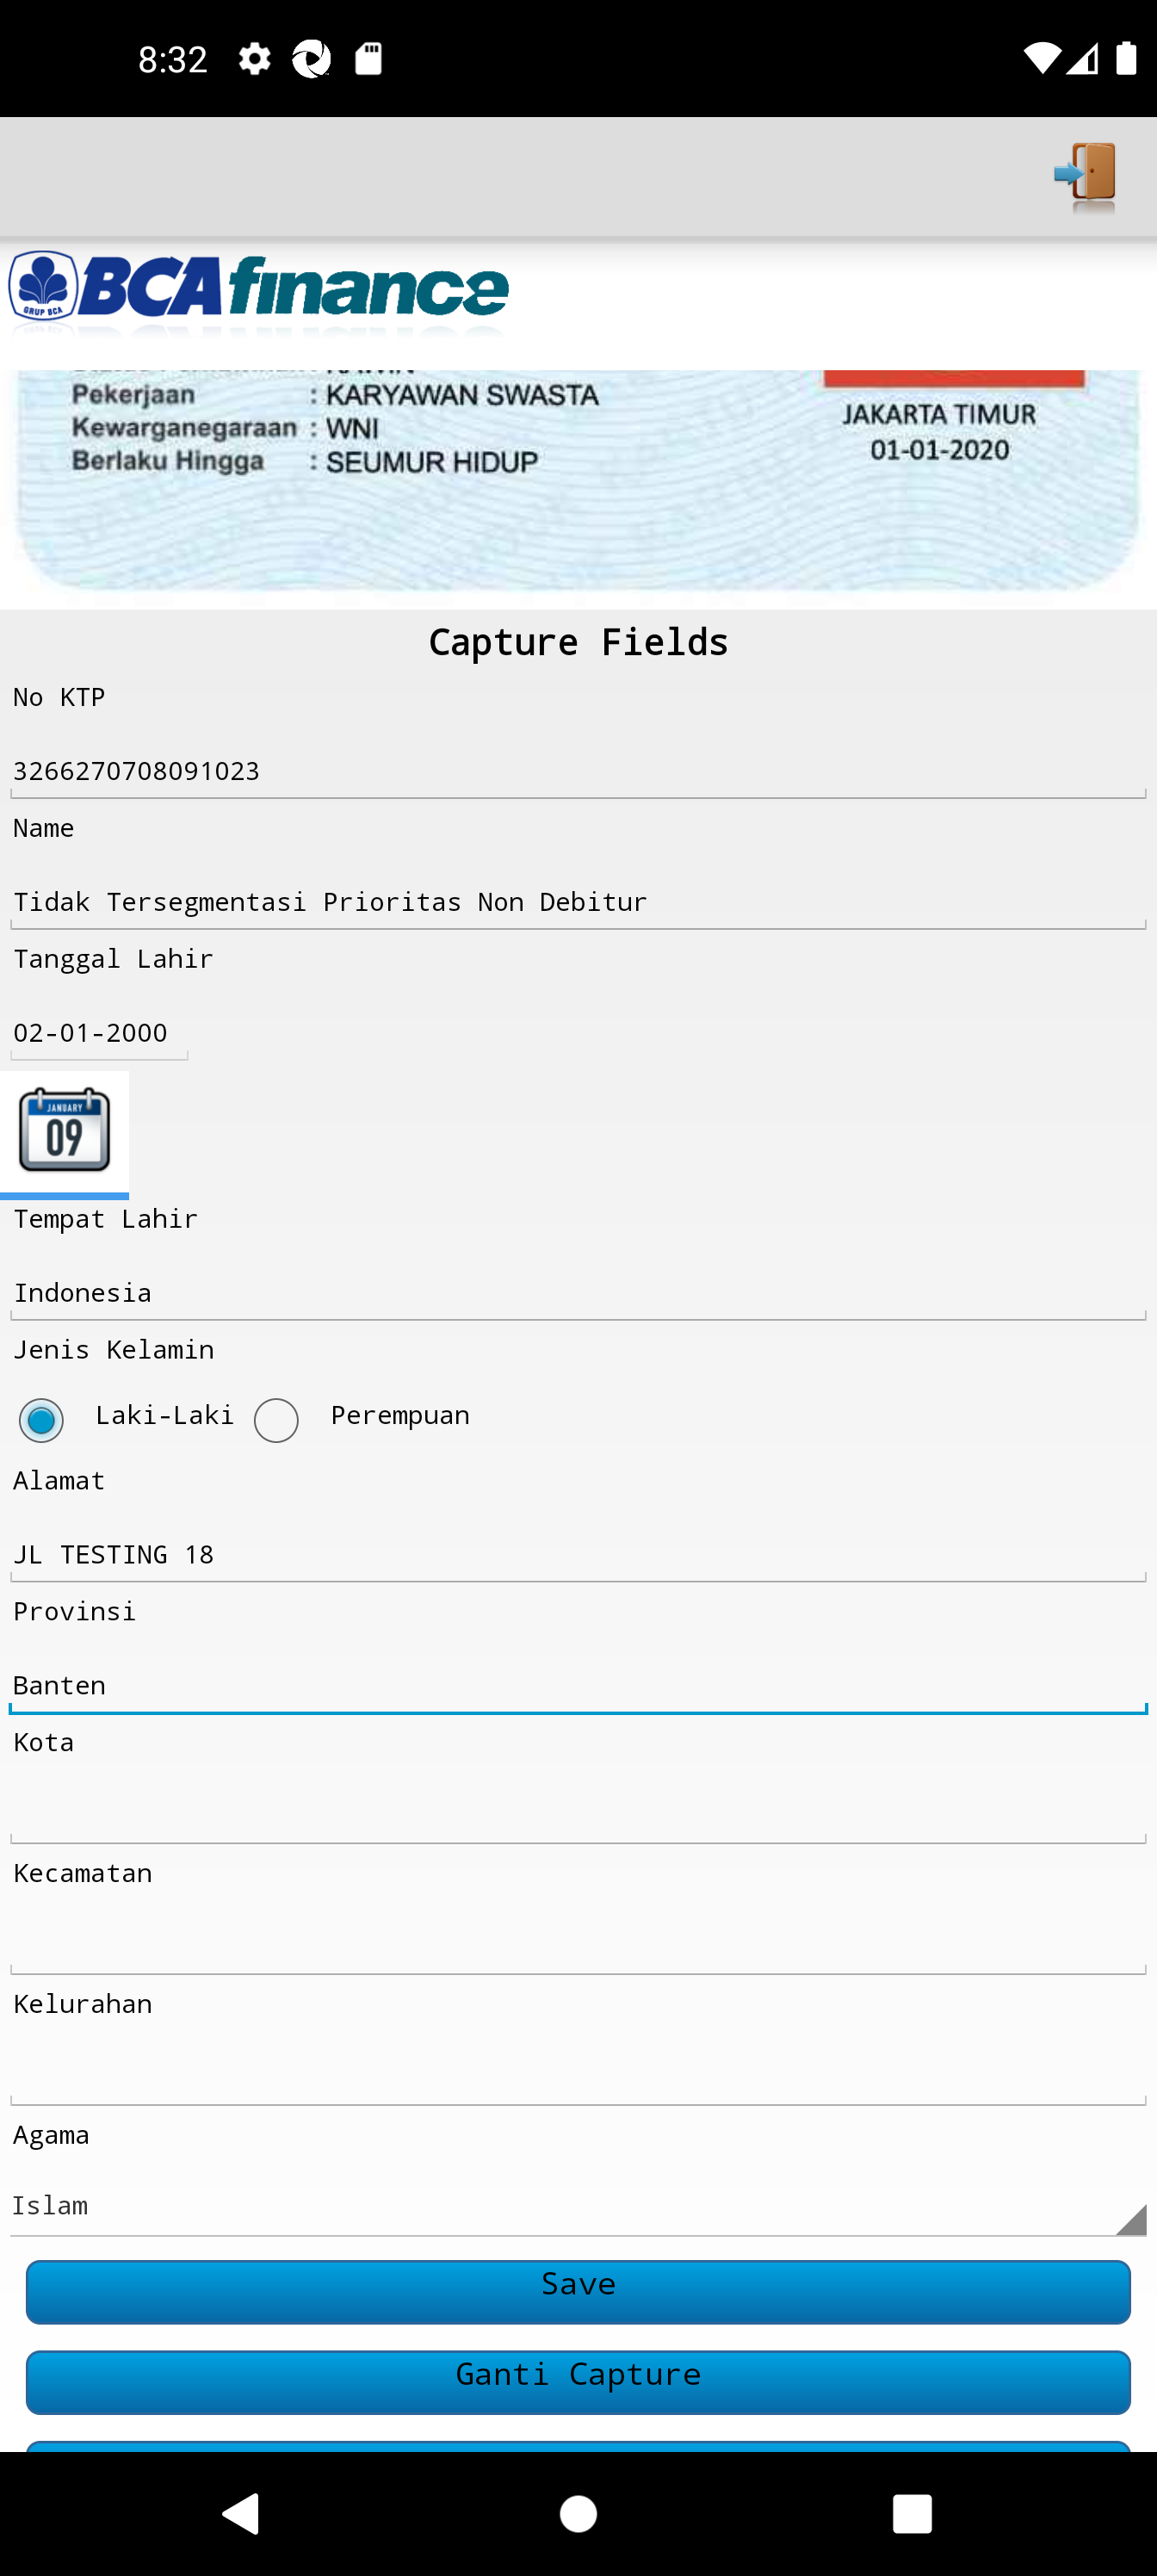 8:32
GRUP BCA
BCA finance
Pekerjaan : KARYAWAN SWASTA
Kewarganegaraan : WNI
Berlaku Hingga : SEUMUR HIDUP
JAKARTA TIMUR
01-01-2020
Capture Fields
No KTP
3266270708091023
Name
Tidak Tersegmentasi Prioritas Non Debitur
Tanggal Lahir
02-01-2000
JANUARY
09
Tempat Lahir
Indonesia
Jenis Kelamin
Laki-Laki Perempuan
Alamat
JL TESTING 18
Provinsi
Banten
Kota
Kecamatan
Kelurahan
Agama
Islam
Save
Ganti Capture